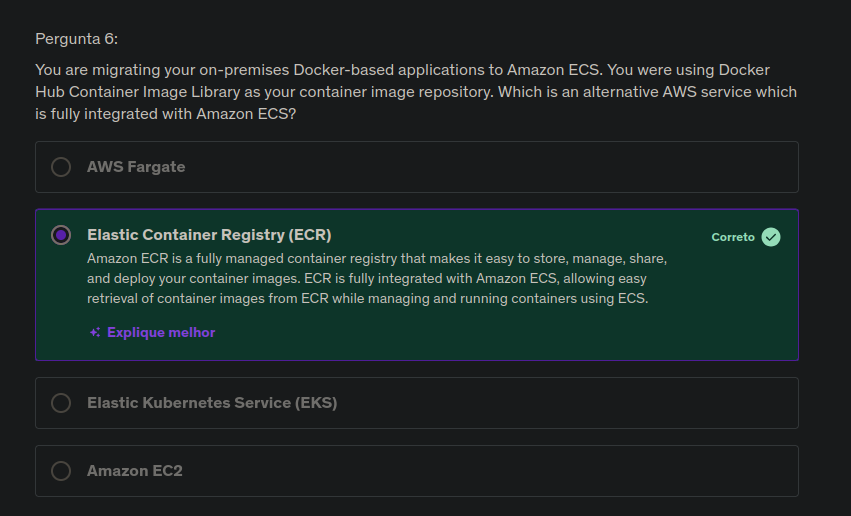 Pergunta 6:
You are migrating your on-premises Docker-based applications to Amazon ECS. You were using Docker
Hub Container Image Library as your container image repository. Which is an alternative AWS service which
is fully integrated with Amazon ECS?
AWS Fargate
Elastic Container Registry (ECR)
Correto
Amazon ECR is a fully managed container registry that makes it easy to store, manage, share,
and deploy your container images. ECR is fully integrated with Amazon ECS, allowing easy
retrieval of container images from ECR while managing and running containers using ECS.
Explique melhor
Elastic Kubernetes Service (EKS)
Amazon EC2